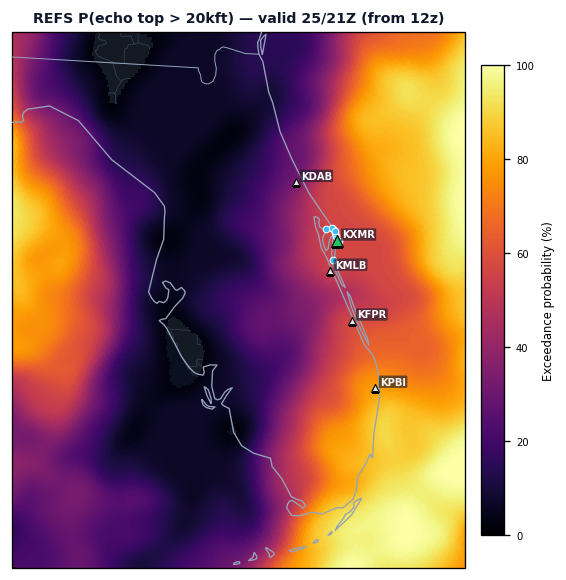 REFS P(echo top > 20kft) — valid 25/21Z (from 12z)
KDAB
KXMR
KMLB
KFPR
KPBI
100
80
60
40
20
0
Exceedance probability (%)